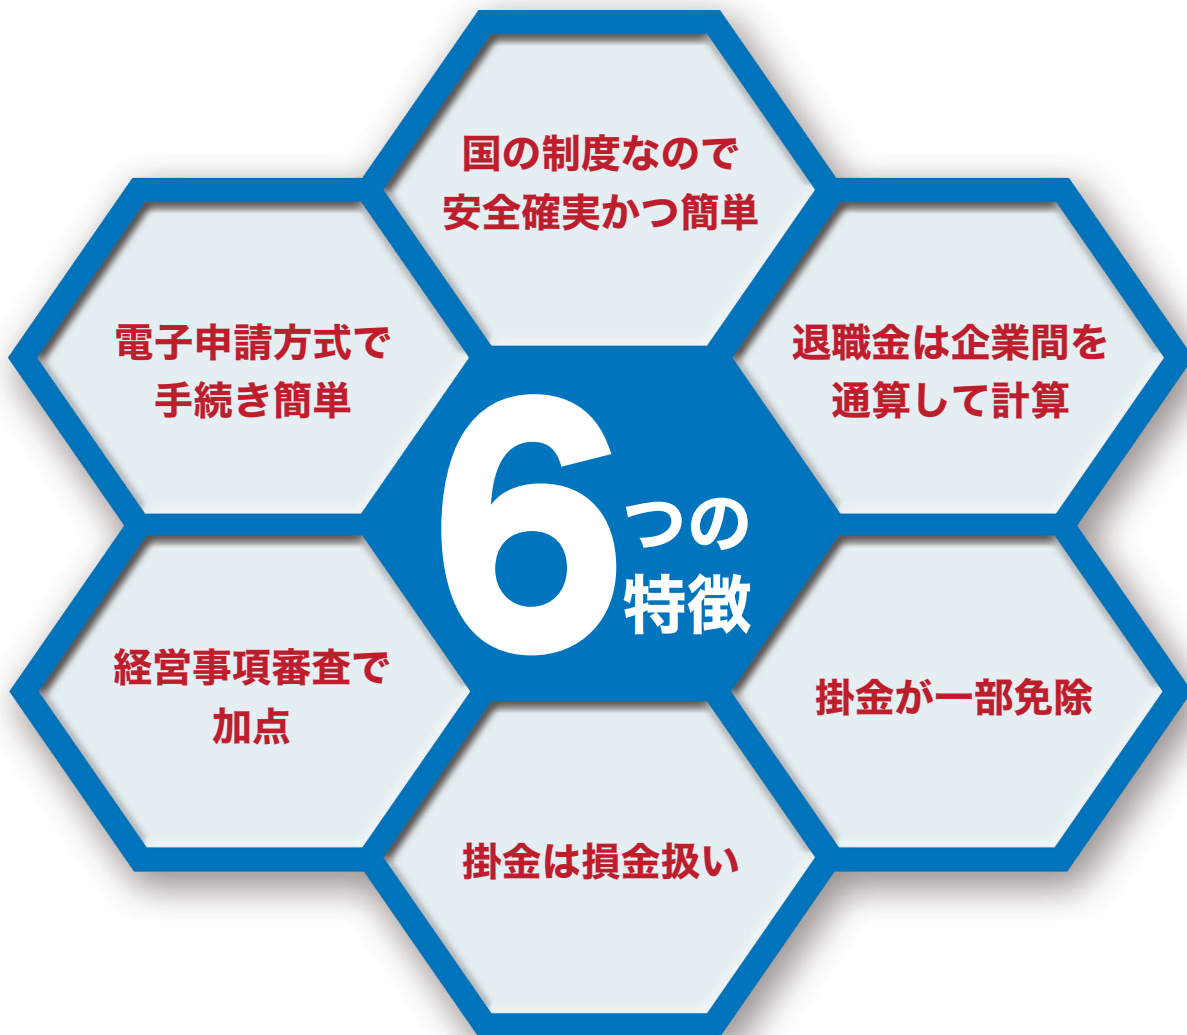 国の制度なので
安全確実かつ簡単
退職金は企業間を
通算して計算
掛金が一部免除
掛金は損金扱い
経営事項審査で
加点
電子申請方式で
手続き簡単
6つの
特徴